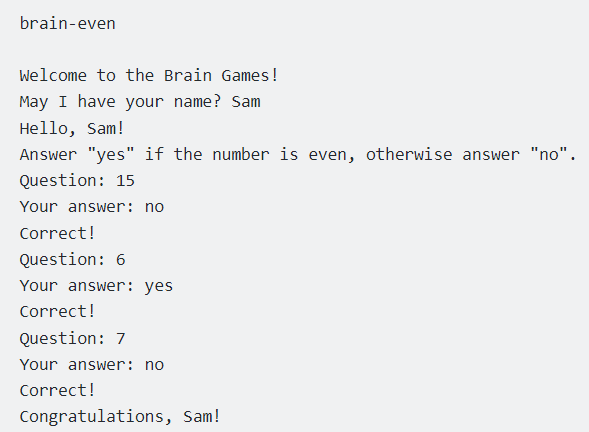 brain-even
Welcome to the Brain Games!
May I have your name? Sam
Hello, Sam!
Answer "yes" if the number is even, otherwise answer "no".
Question: 15
Your answer: no
Correct!
Question: 6
Your answer: yes
Correct!
Question: 7
Your answer: no
Correct!
Congratulations, Sam!